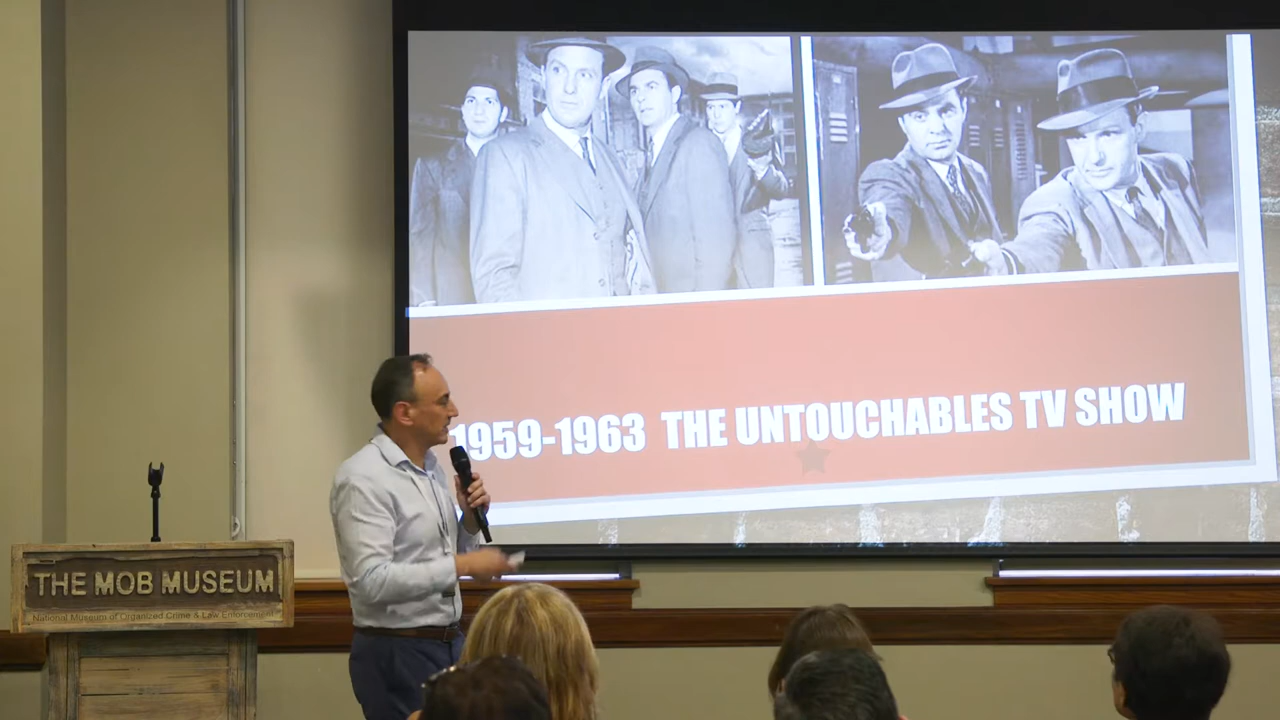 1959-1963 THE UNTOUCHABLES TV SHOW
THE MOB MUSEUM
National Museum of Organized Crime & Law Enforcement